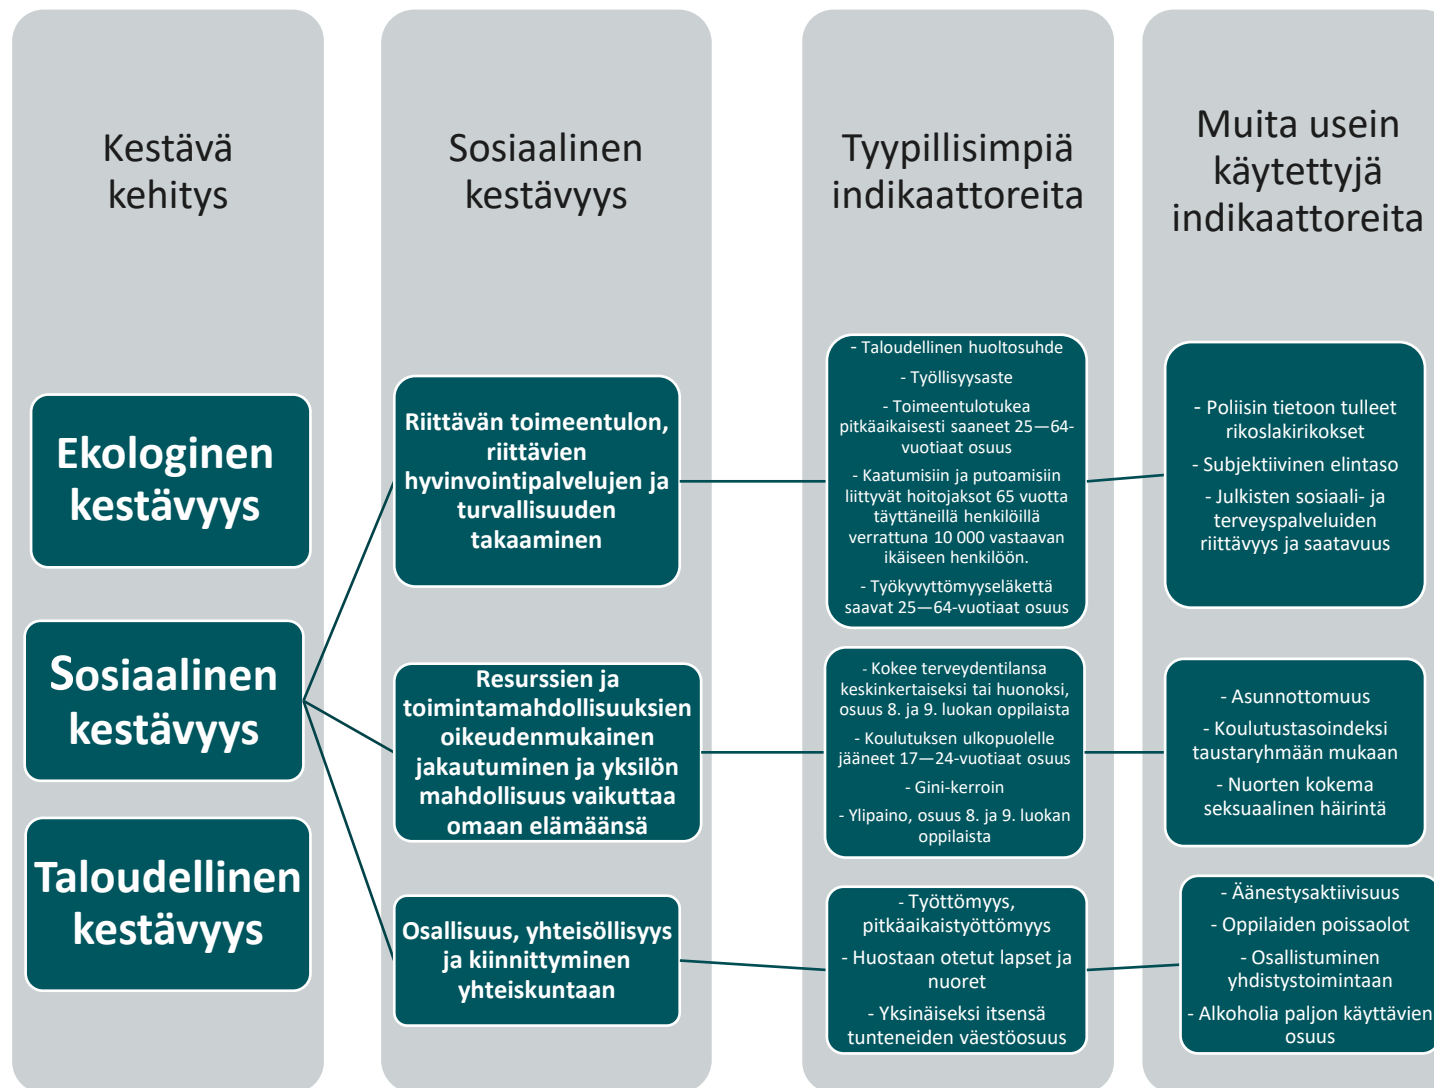 Kestävä
kehitys
Ekologinen
kestävyys
Sosiaalinen
kestävyys
Taloudellinen
kestävyys
Sosiaalinen
kestävyys
Riittävän toimeentulon,
riittävien
hyvinvointipalvelujen ja
turvallisuuden
takaaminen
Resurssien ja
toimintamahdollisuuksien
oikeudenmukainen
jakautuminen ja yksilön
mahdollisuus vaikuttaa
omaan elämäänsä
Osallisuus, yhteisöllisyys
ja kiinnittyminen
yhteiskuntaan
Tyypillisimpiä
indikaattoreita
- Taloudellinen huoltosuhde
- Työllisyysaste
- Toimeentulotukea
pitkäaikaisesti saaneet 25—64-
vuotiaat osuus
- Kaatumisiin ja putoamisiin
liittyvät hoitojaksot 65 vuotta
täyttäneillä henkilöillä
verrattuna 10 000 vastaavan
ikäiseen henkilöön.
- Työkyvyttömyyseläkettä
saavat 25—64-vuotiaat osuus
- Kokee terveydentilansa
keskinkertaiseksi tai huonoksi,
osuus 8. ja 9. luokan oppilaista
- Koulutuksen ulkopuolelle
jääneet 17—24-vuotiaat osuus
- Gini-kerroin
- Ylipaino, osuus 8. ja 9. luokan
oppilaista
- Työttömyys,
pitkäaikaistyöttömyys
- Huostaan otetut lapset ja
nuoret
- Yksinäiseksi itsensä
tunteneiden väestöosuus
Muita usein
käytettyjä
indikaattoreita
- Poliisin tietoon tulleet
rikoslakirikokset
- Subjektiivinen elintaso
- Julkisten sosiaali- ja
terveyspalveluiden
riittävyys ja saatavuus
- Asunnottomuus
- Koulutustasoindeksi
taustaryhmään mukaan
- Nuorten kokema
seksuaalinen häirintä
- Äänestysaktiivisuus
- Oppilaiden poissaolot
- Osallistuminen
yhdistystoimintaan
- Alkoholia paljon käyttävien
osuus